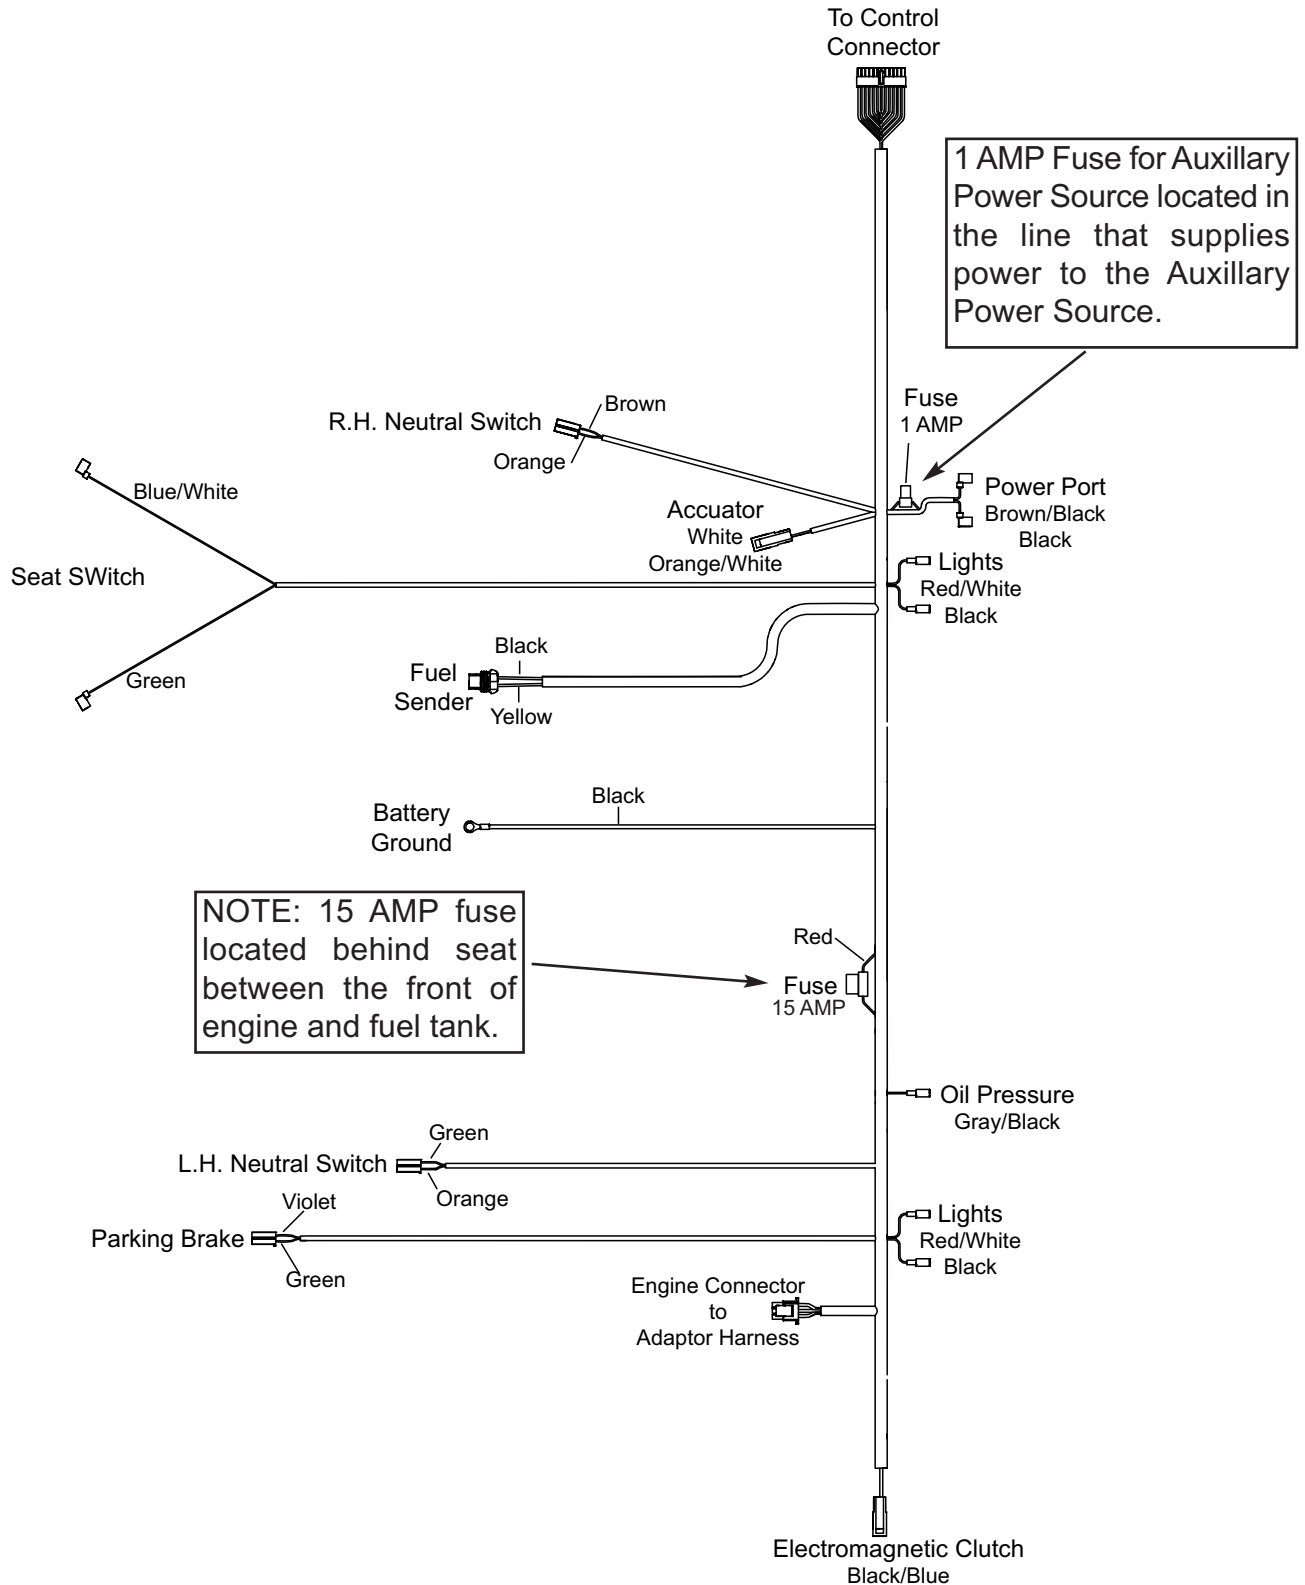 To Control
Connector
1 AMP Fuse for Auxillary
Power Source located in
the line that supplies
power to the Auxillary
Power Source.
Fuse
1 AMP
Brown
R.H. Neutral Switch
Orange
Blue/White
Accuator
White
Orange/White
Power Port
Brown/Black
Black
Seat SWitch
Lights
Red/White
Black
Green
Black
Fuel
Sender
Yellow
Black
Battery
Ground
NOTE: 15 AMP fuse
located behind seat
between the front of
engine and fuel tank.
Red
Fuse
15 AMP
Oil Pressure
Gray/Black
Green
L.H. Neutral Switch
Orange
Violet
Parking Brake
Green
Lights
Red/White
Black
Engine Connector
to
Adaptor Harness
Electromagnetic Clutch
Black/Blue